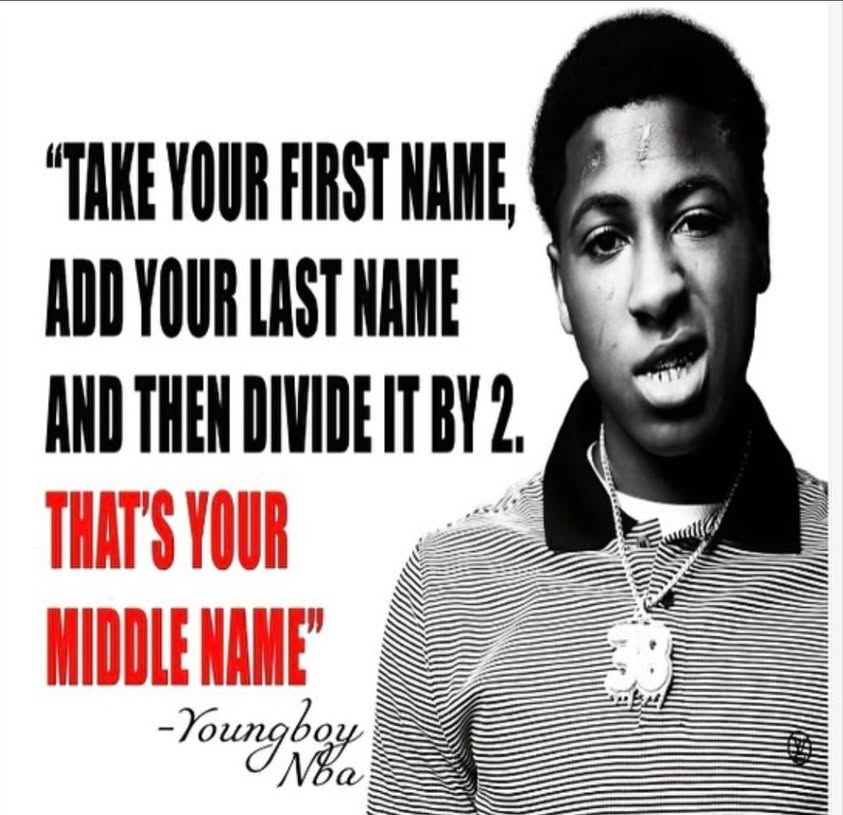 “TAKE YOUR FIRST NAME,
ADD YOUR LAST NAME
AND THEN DIVIDE IT BY 2.
THAT’S YOUR
MIDDLE NAME”
-Youngboy
Nba
38
LV